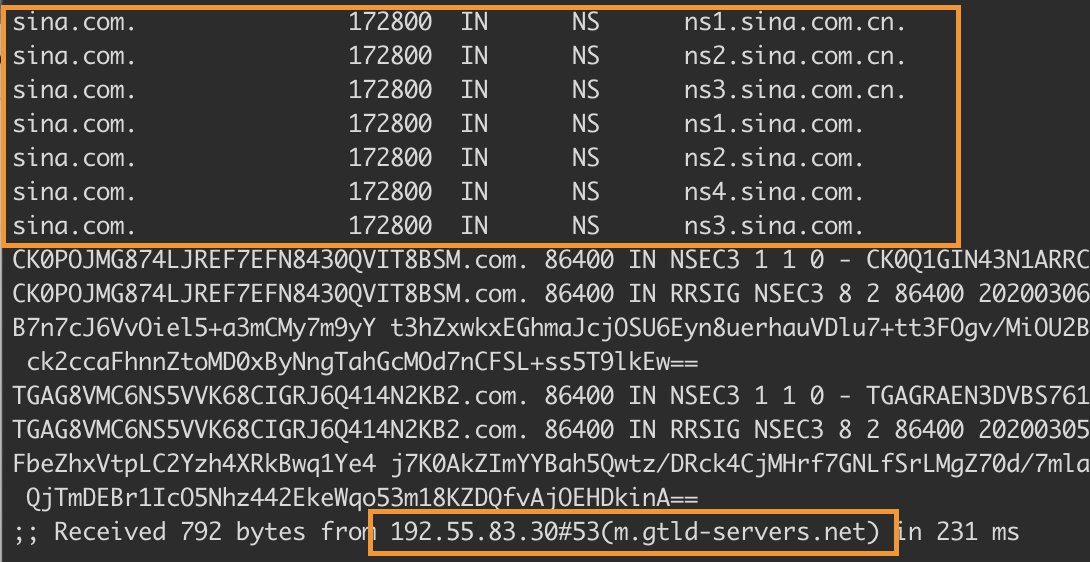 sina.com. 172800 IN NS ns1.sina.com.cn.
sina.com. 172800 IN NS ns2.sina.com.cn.
sina.com. 172800 IN NS ns3.sina.com.cn.
sina.com. 172800 IN NS ns1.sina.com.
sina.com. 172800 IN NS ns2.sina.com.
sina.com. 172800 IN NS ns4.sina.com.
sina.com. 172800 IN NS ns3.sina.com.
CK0POJMG874LJREF7EFN8430QVIT8BSM.com. 86400 IN NSEC3 1 1 0 - CK0Q1GIN43N1ARRC
CK0POJMG874LJREF7EFN8430QVIT8BSM.com. 86400 IN RRSIG NSEC3 8 2 86400 20200306
B7n7cJ6VvOiel5+a3mCMy7m9yY t3hZxwkxEGhmaJcjOSU6Eyn8uerhauVDlu7+tt3FOgv/MiOU2B
ck2ccaFhnnZtoMD0xByNngTahGcMOd7nCFSL+ss5T9lkEw==
TGAG8VMC6NS5VVK68CIGRJ6Q414N2KB2.com. 86400 IN NSEC3 1 1 0 - TGAGRAEN3DVBS761
TGAG8VMC6NS5VVK68CIGRJ6Q414N2KB2.com. 86400 IN RRSIG NSEC3 8 2 86400 20200305
FbeZhxVtpLC2Yzh4XRkBwq1Ye4 j7K0AkZImYYBah5Qwtz/DRck4CjMHrf7GNLfSrLMgZ70d/7mla
QjTmDEBr1IcO5Nhz442EkeWqo53m18KZDQfvAjOEHDkinA==
;; Received 792 bytes from 192.55.83.30#53(m.gtld-servers.net) in 231 ms